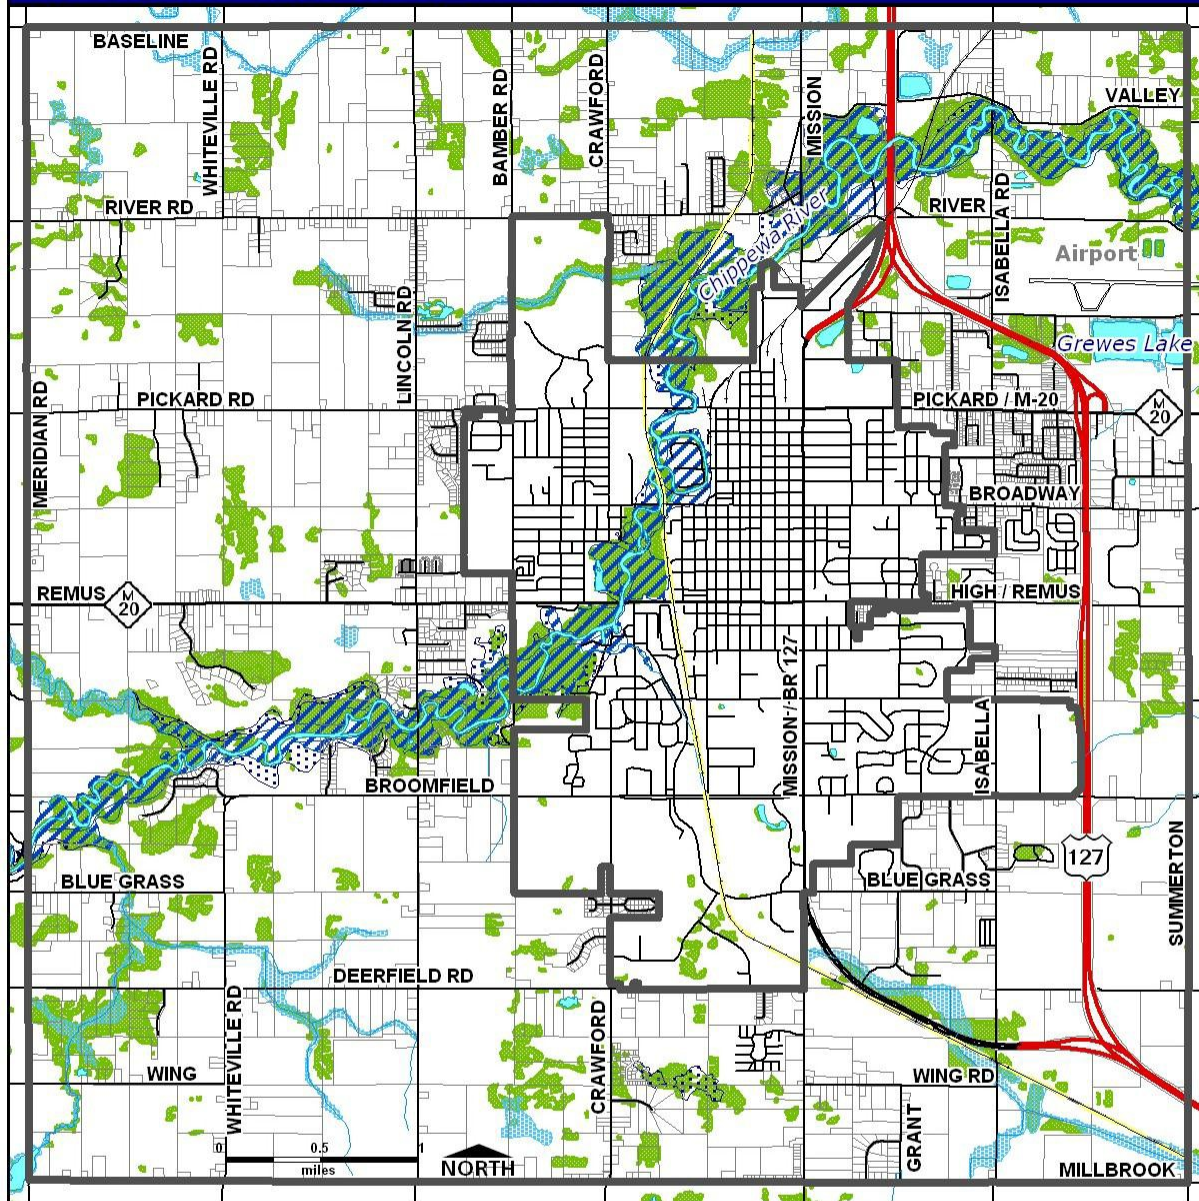 BASELINE
WHITEVILLE RD
BAMBER RD
CRAWFORD
MISSION
VALLEY
RIVER RD
RIVER
ISABELLA RD
Chippewa River
Airport
LINCOLN RD
Grewes Lake
MERIDIAN RD
PICKARD RD
PICKARD / M-20
M
20
BROADWAY
REMUS
M
20
HIGH / REMUS
MISSION / BR 127
ISABELLA
BROOMFIELD
127
BLUE GRASS
BLUE GRASS
SUMMERTON
DEERFIELD RD
WHITEVILLE RD
CRAWFORD
WING
WING RD
GRANT
0 0.5 1
miles
NORTH
MILLBROOK